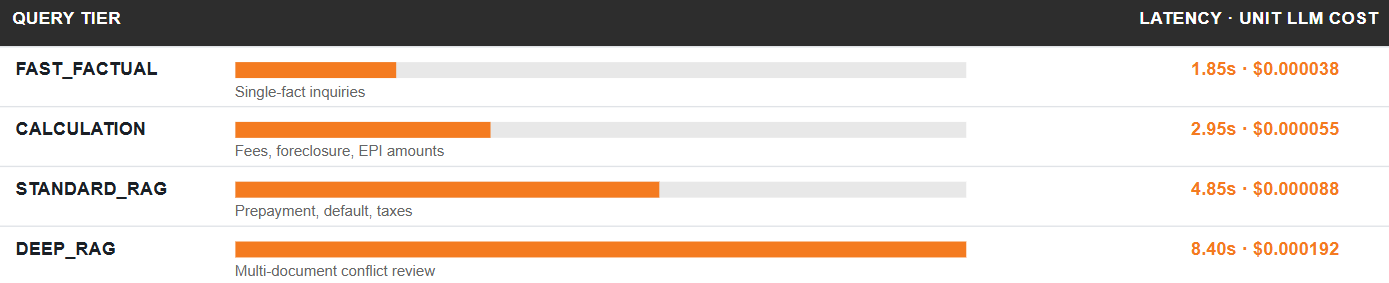 QUERY TIER LATENCY · UNIT LLM COST
FAST_FACTUAL 1.85s · $0.000038
Single-fact inquiries
CALCULATION 2.95s · $0.000055
Fees, foreclosure, EPI amounts
STANDARD_RAG 4.85s · $0.000088
Prepayment, default, taxes
DEEP_RAG 8.40s · $0.000192
Multi-document conflict review